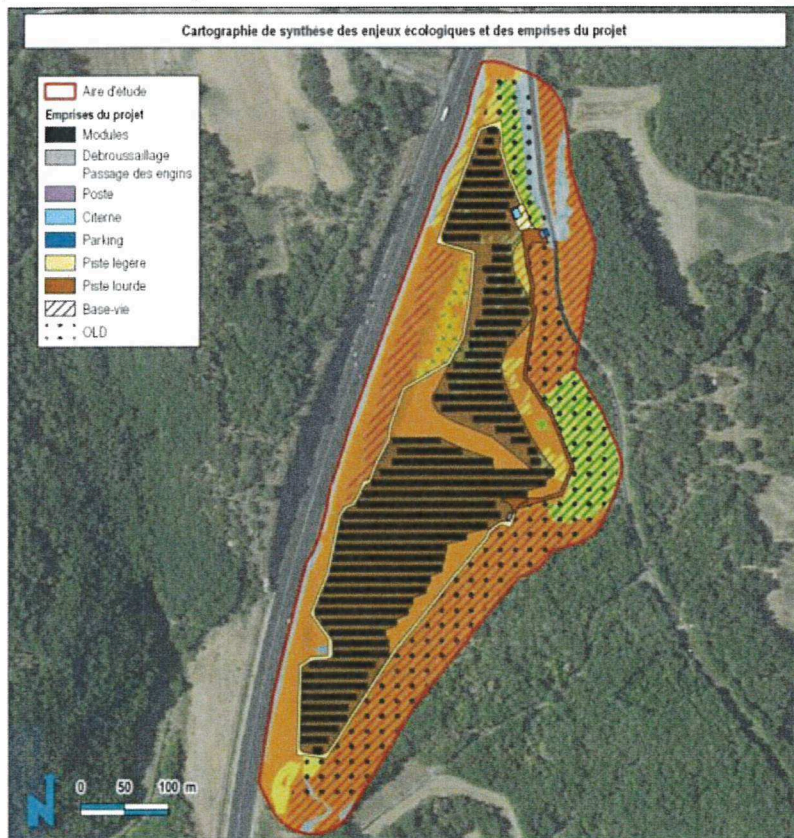 Cartographie de synthèse des enjeux écologiques et des emprises du projet
Aire d'étude
Emprises du projet
Modules
Debroussaillage
Passage des engins
Poste
Citerne
Parking
Piste légère
Piste lourde
Base-vie
OLD
N
0 50 100 m